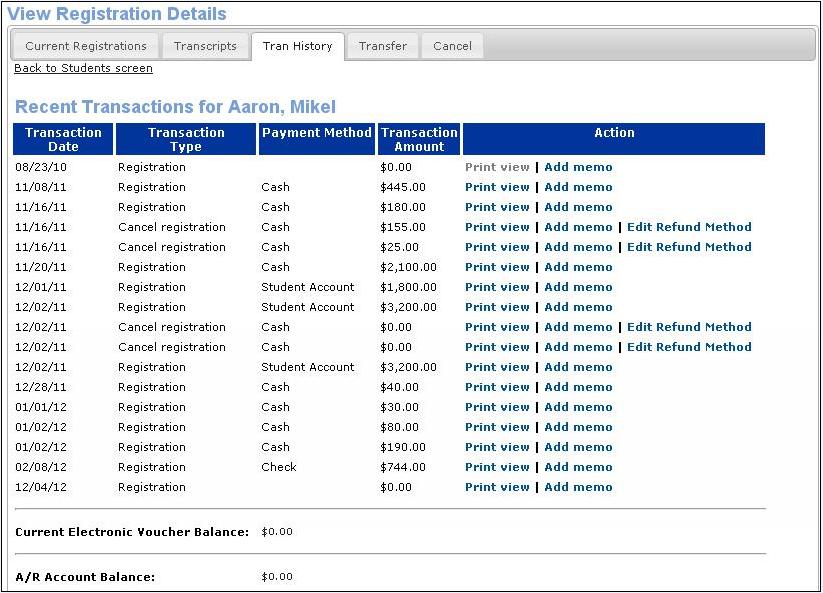 View Registration Details
Current Registrations Transcripts Tran History Transfer Cancel
Back to Students screen
Recent Transactions for Aaron, Mikel
Transaction Date Transaction Type Payment Method Transaction Amount Action
08/23/10 Registration $0.00 Print view | Add memo
11/08/11 Registration Cash $445.00 Print view | Add memo
11/16/11 Registration Cash $180.00 Print view | Add memo
11/16/11 Cancel registration Cash $155.00 Print view | Add memo | Edit Refund Method
11/16/11 Cancel registration Cash $25.00 Print view | Add memo | Edit Refund Method
11/20/11 Registration Cash $2,100.00 Print view | Add memo
12/01/11 Registration Student Account $1,800.00 Print view | Add memo
12/02/11 Registration Student Account $3,200.00 Print view | Add memo
12/02/11 Cancel registration Cash $0.00 Print view | Add memo | Edit Refund Method
12/02/11 Cancel registration Cash $0.00 Print view | Add memo | Edit Refund Method
12/02/11 Registration Student Account $3,200.00 Print view | Add memo
12/28/11 Registration Cash $40.00 Print view | Add memo
01/01/12 Registration Cash $30.00 Print view | Add memo
01/02/12 Registration Cash $80.00 Print view | Add memo
01/02/12 Registration Cash $190.00 Print view | Add memo
02/08/12 Registration Check $744.00 Print view | Add memo
12/04/12 Registration $0.00 Print view | Add memo
Current Electronic Voucher Balance: $0.00
A/R Account Balance: $0.00